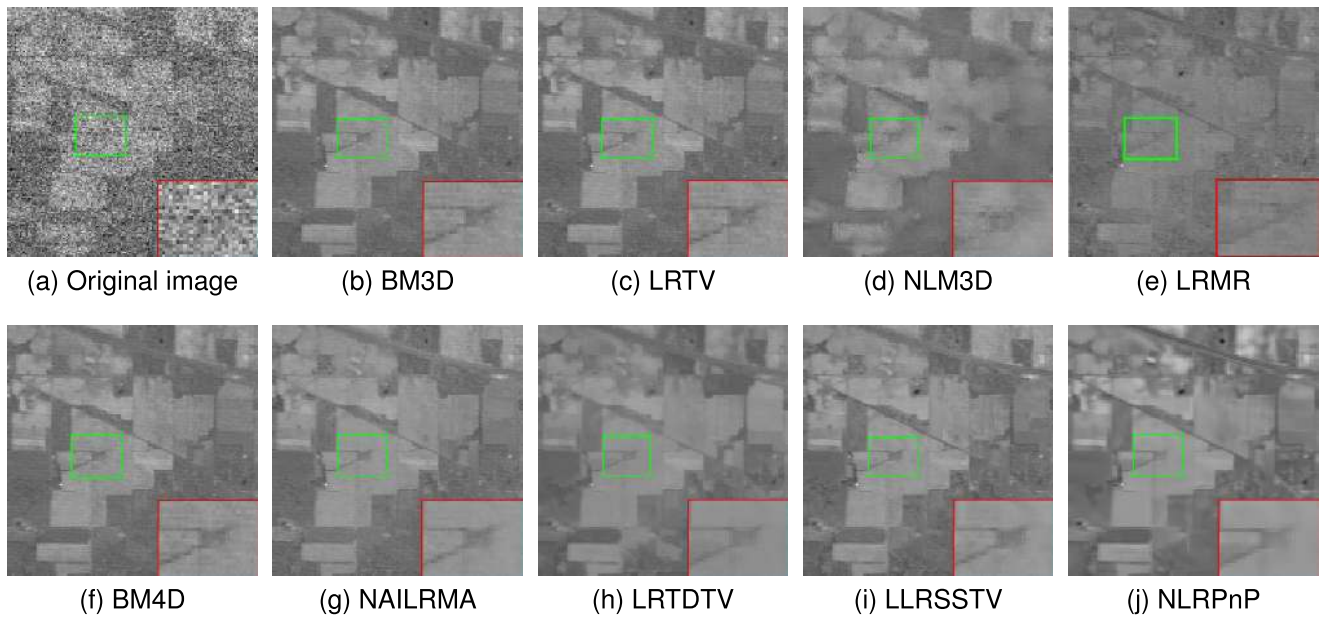 (a) Original image
(b) BM3D
(c) LRTV
(d) NLM3D
(e) LRMR
(f) BM4D
(g) NAILRMA
(h) LRTDTV
(i) LLRSSTV
(j) NLRPnP